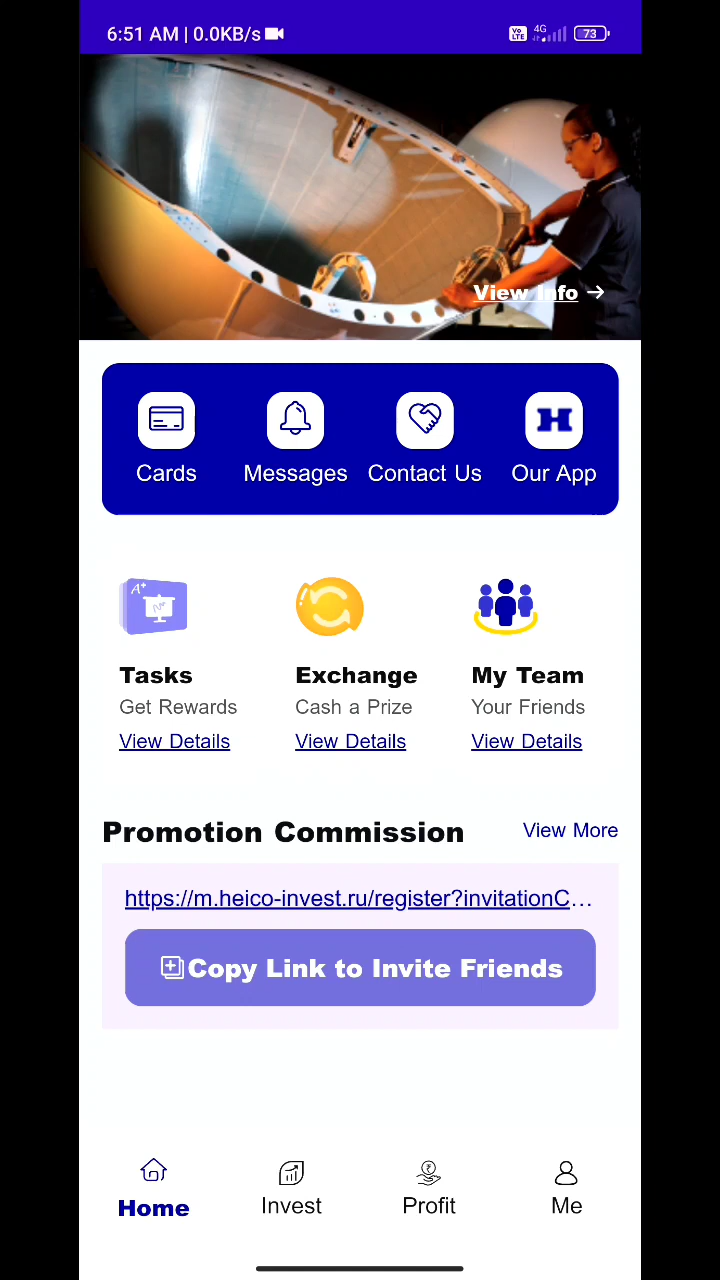 6:51 AM | 0.0KB/s
Vo LTE 4G 73
View Info →
H
Cards Messages Contact Us Our App
A+
Tasks Exchange My Team
Get Rewards Cash a Prize Your Friends
View Details View Details View Details
Promotion Commission View More
https://m.heico-invest.ru/register?invitationC...
Copy Link to Invite Friends
₹
Home Invest Profit Me